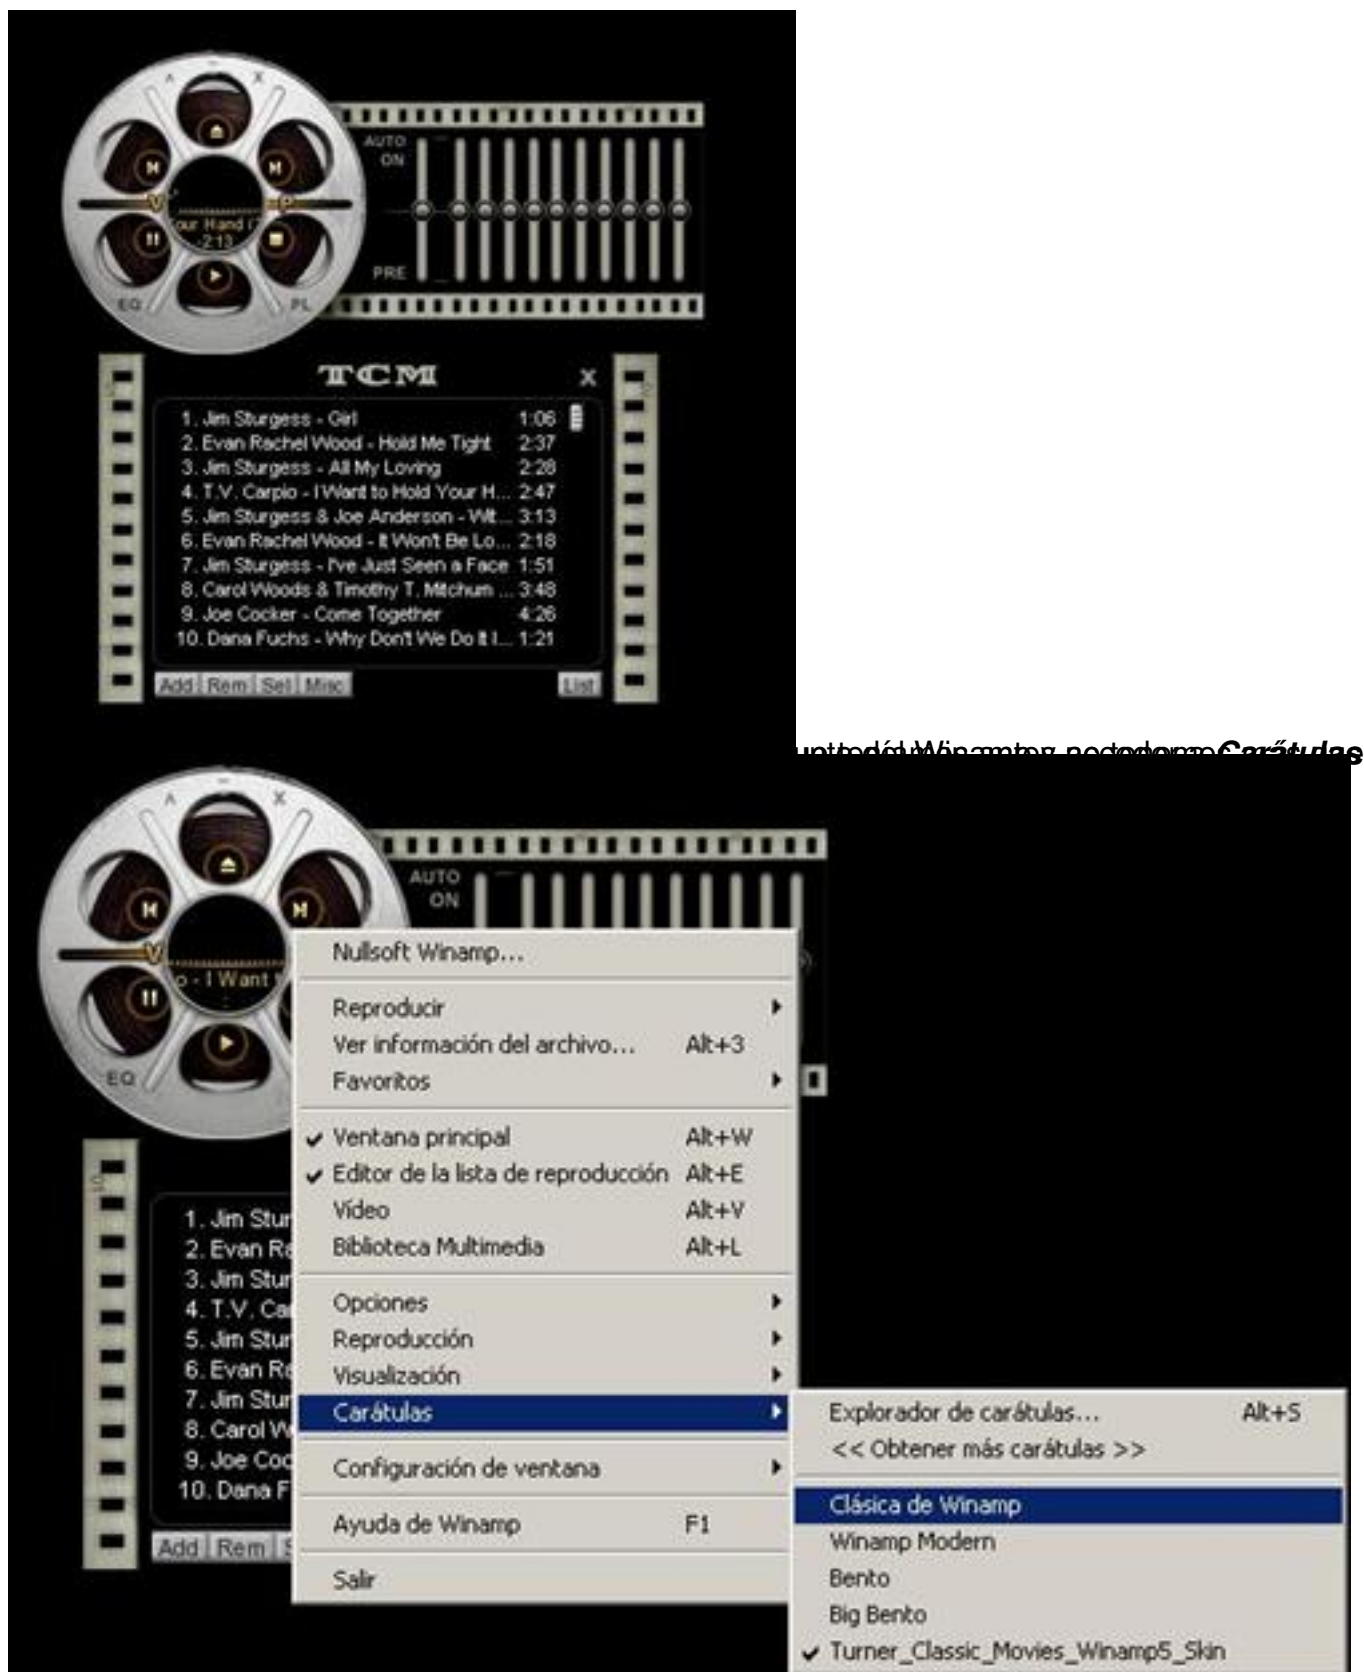 AUTO
ON
our Hand (
-2:13
PRE
EQ
PL
TCM
X
1. Jim Sturgess - Girl 1:06
2. Evan Rachel Wood - Hold Me Tight 2:37
3. Jim Sturgess - All My Loving 2:28
4. T.V. Carpio - I Want to Hold Your H... 2:47
5. Jim Sturgess & Joe Anderson - Wit... 3:13
6. Evan Rachel Wood - It Won't Be Lo... 2:18
7. Jim Sturgess - I've Just Seen a Face 1:51
8. Carol Woods & Timothy T. Mitchum ... 3:48
9. Joe Cocker - Come Together 4:26
10. Dana Fuchs - Why Don't We Do It I... 1:21
Add Rem Sel Misc List
Carátulas
AUTO
ON
V
o - I Want
EQ
Nullsoft Winamp...
Reproducir
Ver información del archivo... Alt+3
Favoritos
Ventana principal Alt+W
Editor de la lista de reproducción Alt+E
Vídeo Alt+V
Biblioteca Multimedia Alt+L
Opciones
Reproducción
Visualización
Carátulas
Configuración de ventana
Ayuda de Winamp F1
Salir
1. Jim Stur
2. Evan Ra
3. Jim Stur
4. T.V. Car
5. Jim Stur
6. Evan Ra
7. Jim Stur
8. Carol W
9. Joe Coc
10. Dana F
Add Rem S
Explorador de carátulas... Alt+S
<< Obtener más carátulas >>
Clásica de Winamp
Winamp Modern
Bento
Big Bento
Turner_Classic_Movies_Winamp5_Skin